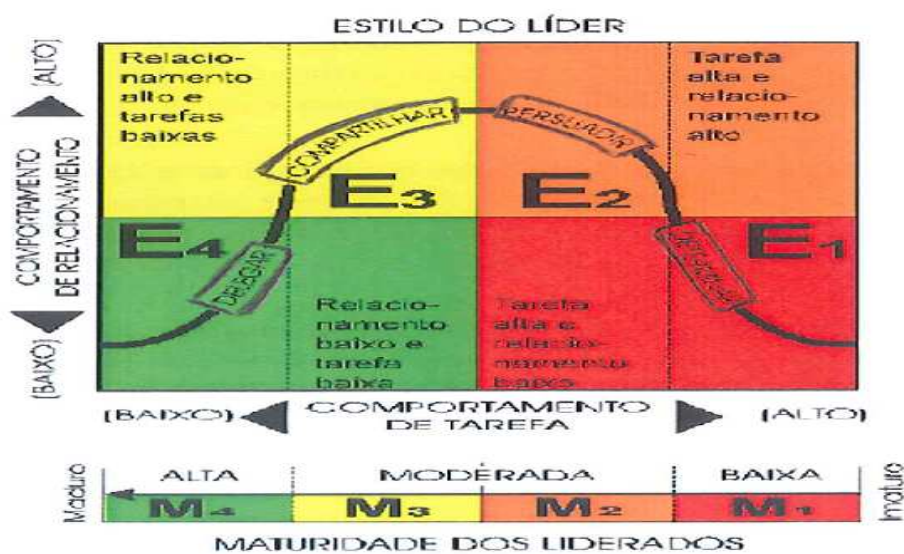 ESTILO DO LÍDER
(ALTO)
COMPORTAMENTO
DE RELACIONAMENTO
(BAIXO)
Relacio-
namento
alto e
tarefas
baixas
Tarefa
alta e
relacio-
namento
alto
COMPARTILHAR
PERSUADIR
E3
E2
E4
E1
DELEGAR
Relacio-
namento
baixo e
tarefa
baixa
Tarefa
alta e
relacio-
namento
baixo
(BAIXO)
COMPORTAMENTO
DE TAREFA
(ALTO)
Maduro
ALTA
MODERADA
BAIXA
Imaturo
M4
M3
M2
M1
MATURIDADE DOS LIDERADOS